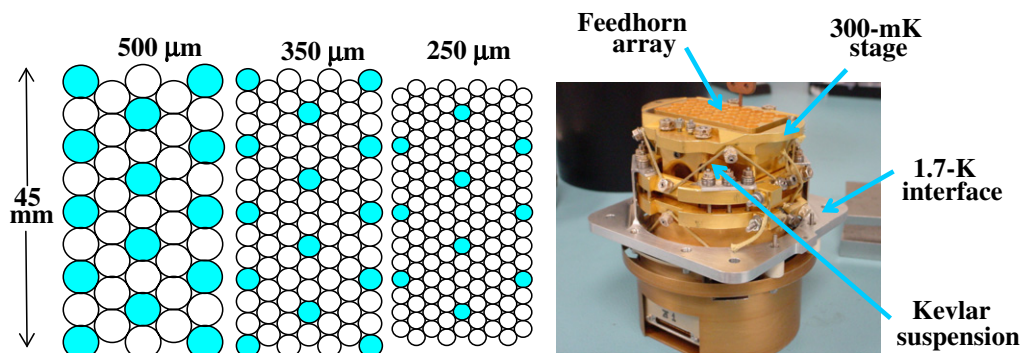 500 µm
350 µm
250 µm
45
mm
Feedhorn
array
300-mK
stage
1.7-K
interface
Kevlar
suspension